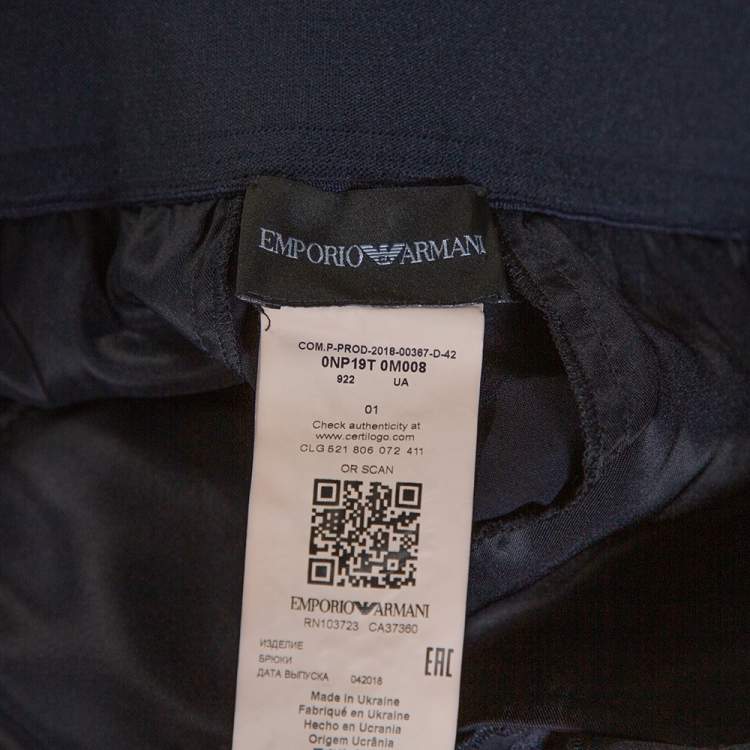 EMPORIO ARMANI
COM.P-PROD-2018-00367-D-42
0NP19T 0M008
922 UA
01
Check authenticity at
www.certilogo.com
CLG 521 806 072 411
OR SCAN
EMPORIO ARMANI
RN103723 CA37360
ИЗДЕЛИЕ
БРЮКИ
ДАТА ВЫПУСКА 042018
EAC
Made in Ukraine
Fabriqué en Ukraine
Hecho en Ucrania
Origem Ucrânia